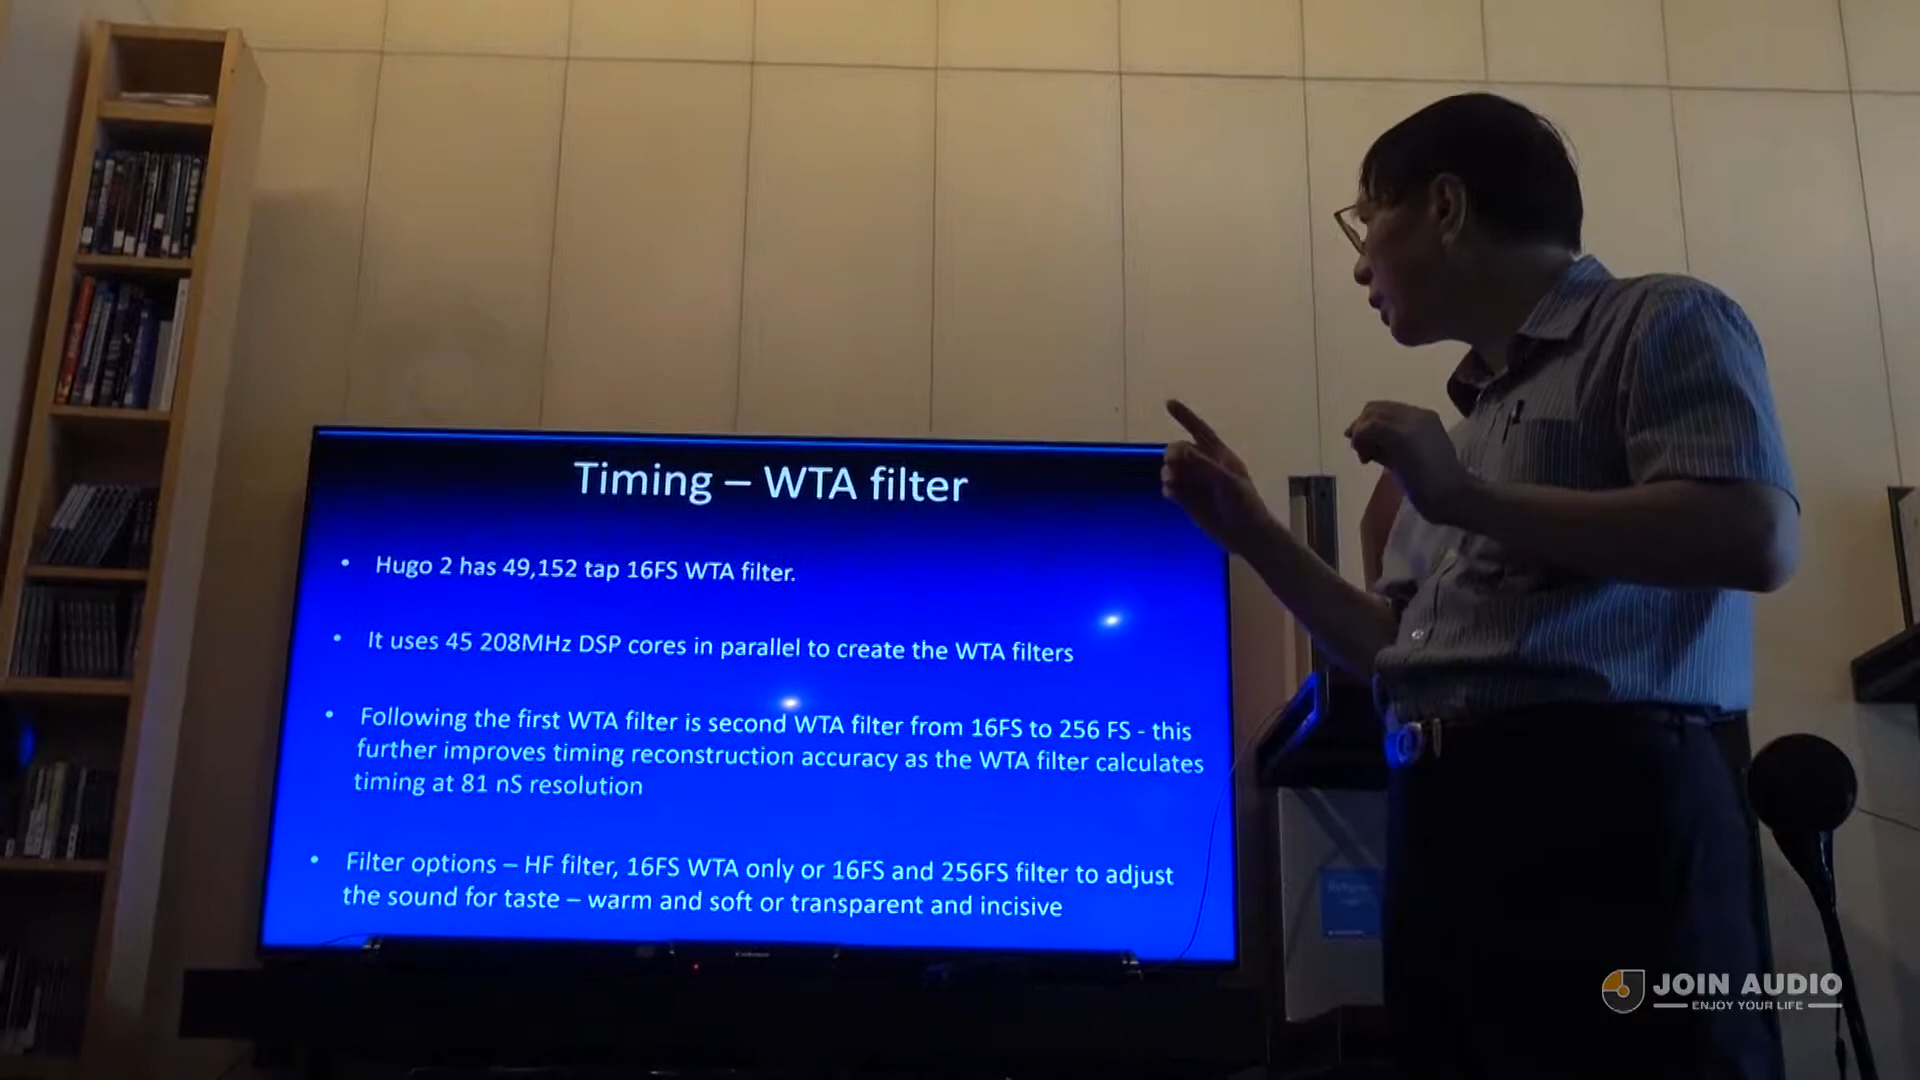 Timing – WTA filter
• Hugo 2 has 49,152 tap 16FS WTA filter.
• It uses 45 208MHz DSP cores in parallel to create the WTA filters
• Following the first WTA filter is second WTA filter from 16FS to 256 FS - this
further improves timing reconstruction accuracy as the WTA filter calculates
timing at 81 nS resolution
• Filter options – HF filter, 16FS WTA only or 16FS and 256FS filter to adjust
the sound for taste – warm and soft or transparent and incisive
JOIN AUDIO
ENJOY YOUR LIFE